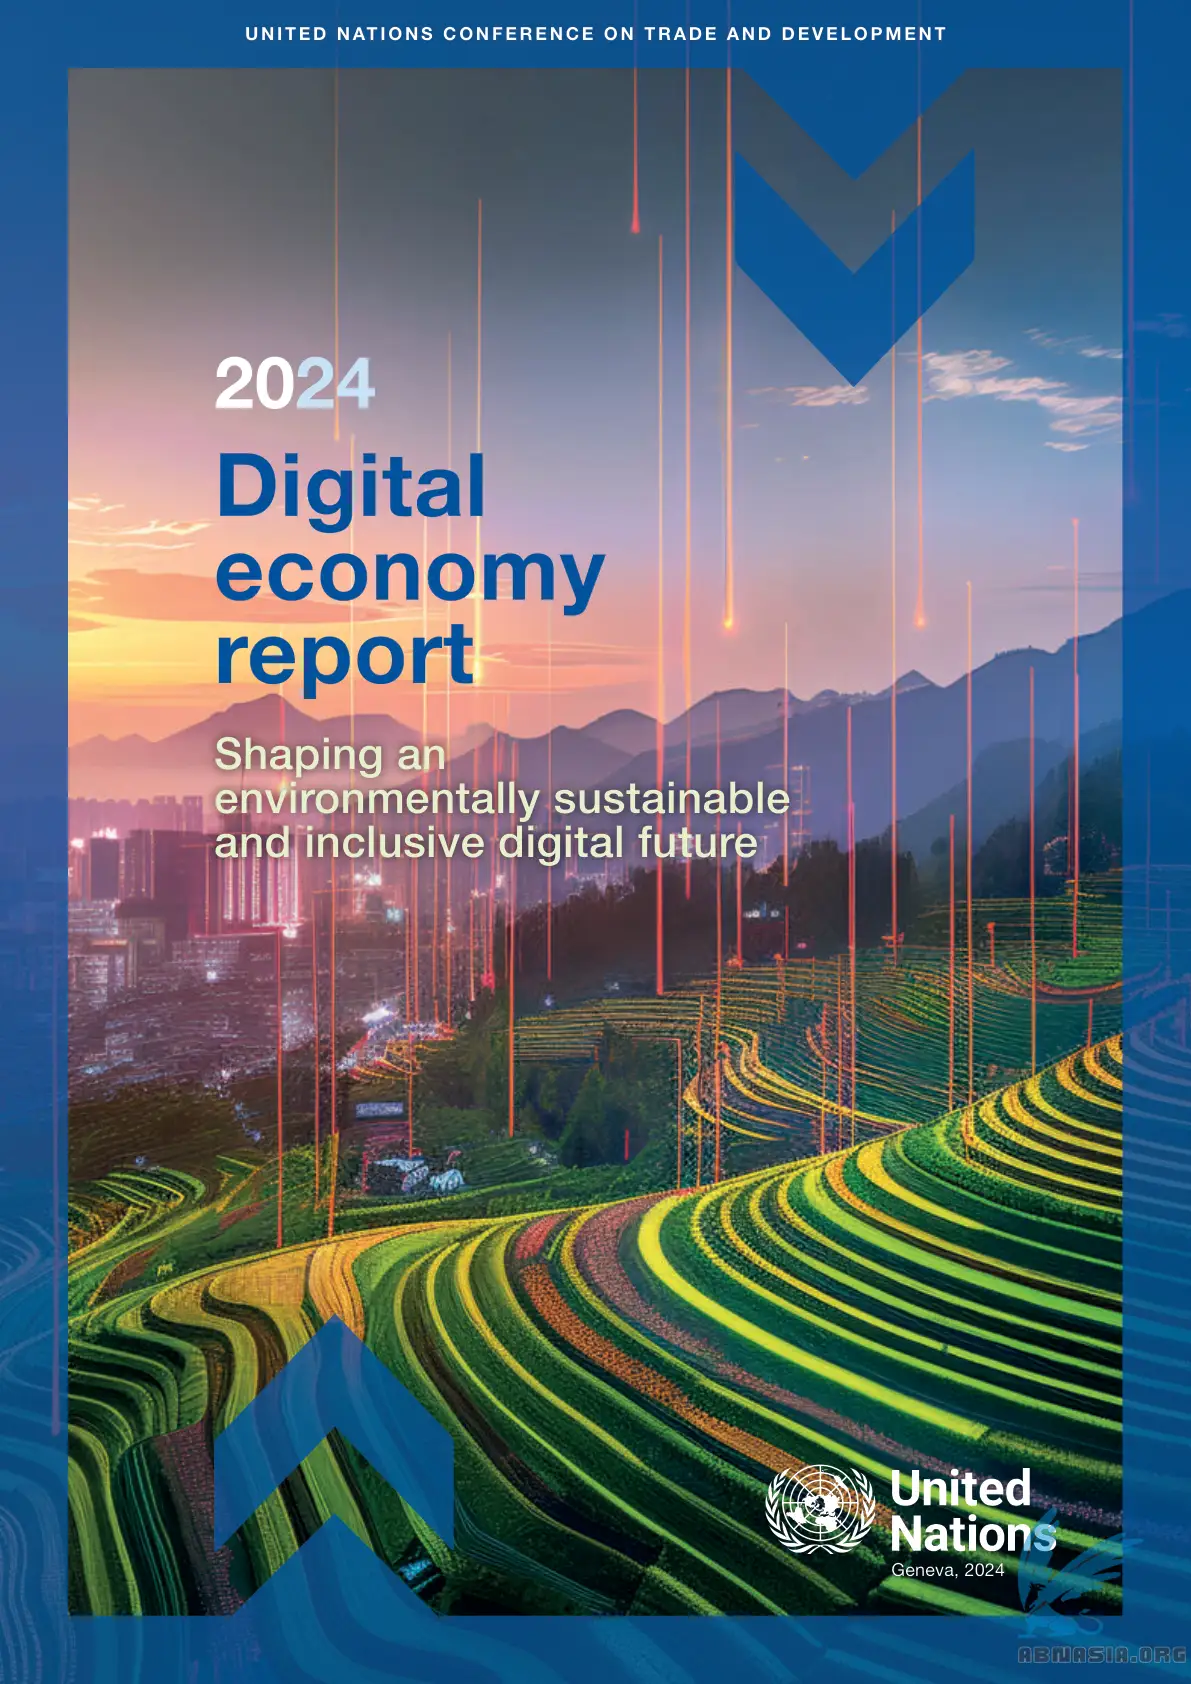 UNITED NATIONS CONFERENCE ON TRADE AND DEVELOPMENT
2024
Digital
economy
report
Shaping an
environmentally sustainable
and inclusive digital future
United
Nations
Geneva, 2024
ABNASIA.ORG